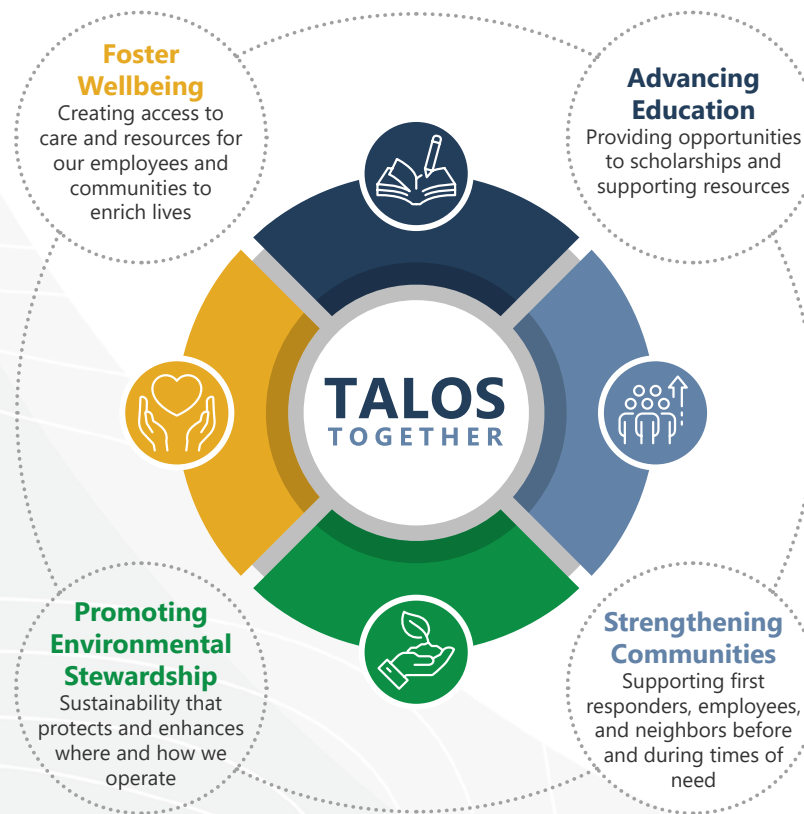 Foster
Wellbeing
Creating access to
care and resources for
our employees and
communities to
enrich lives
Advancing
Education
Providing opportunities
to scholarships and
supporting resources
TALOS
TOGETHER
Promoting
Environmental
Stewardship
Sustainability that
protects and enhances
where and how we
operate
Strengthening
Communities
Supporting first
responders, employees,
and neighbors before
and during times of
need